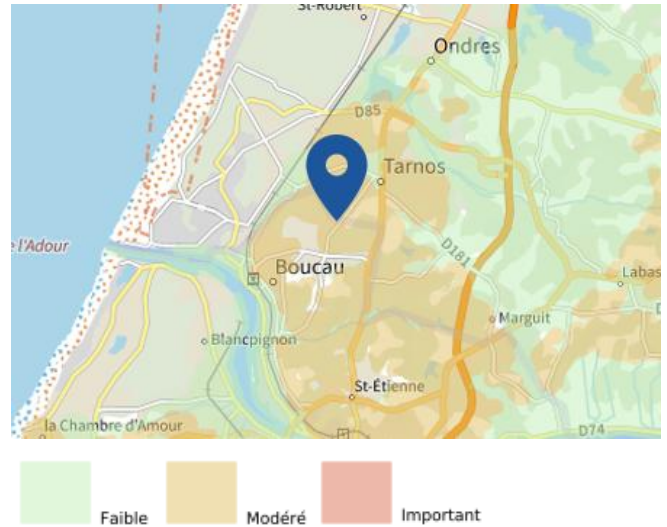 St-Robert
Ondres
D85
Tarnos
e l'Adour
D181
Boucau
Labas
Marguit
Blancpignon
St-Étienne
la Chambre d'Amour
D74
Faible
Modéré
Important